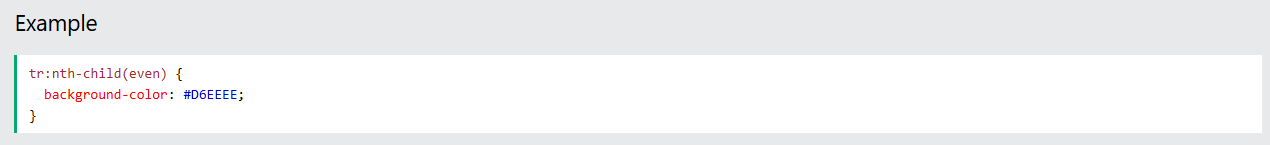 Example
tr:nth-child(even) {
  background-color: #D6EEEE;
}